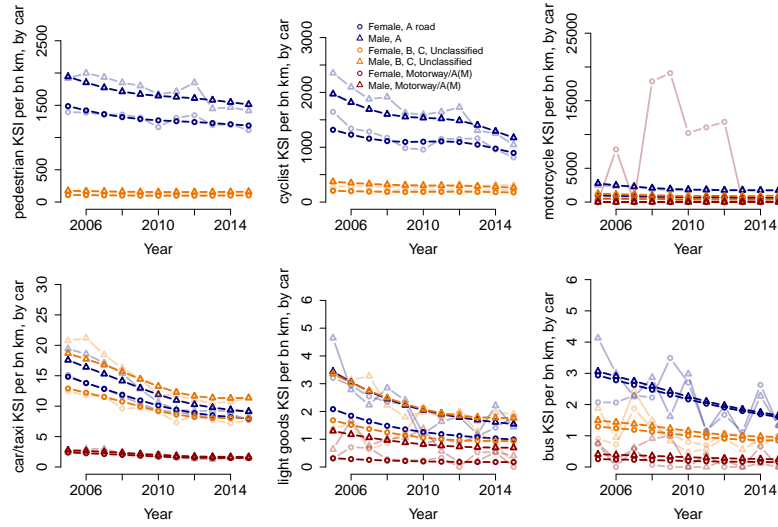 pedestrian KSI per bn km, by car
2500
1500
500
0
2006
2010
2014
Year
cyclist KSI per bn km, by car
3000
2000
1000
0
2006
2010
2014
Year
Female, A road
Male, A
Female, B, C, Unclassified
Male, B, C, Unclassified
Female, Motorway/A(M)
Male, Motorway/A(M)
motorcycle KSI per bn km, by car
25000
15000
5000
0
2006
2010
2014
Year
car/taxi KSI per bn km, by car
30
25
20
15
10
5
0
2006
2010
2014
Year
light goods KSI per bn km, by car
6
5
4
3
2
1
0
2006
2010
2014
Year
bus KSI per bn km, by car
6
5
4
3
2
1
0
2006
2010
2014
Year